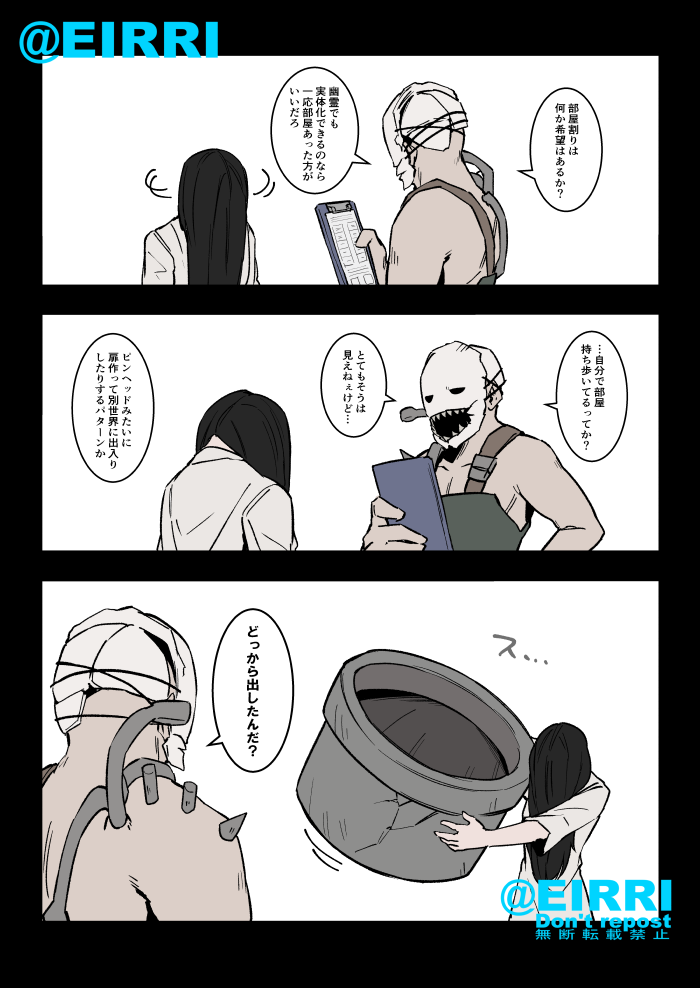 @EIRRI
部屋割りは
何か希望はあるか?
幽霊でも
実体化できるのなら
一応部屋あった方が
いいだろ
…自分で部屋
持ち歩いてるってか?
とてもそうは
見えねぇけど…
ピンヘッドみたいに
扉作って別世界に出入り
したりするパターンか
ス…
どっから出したんだ?
@EIRRI
Don't repost
無断転載禁止